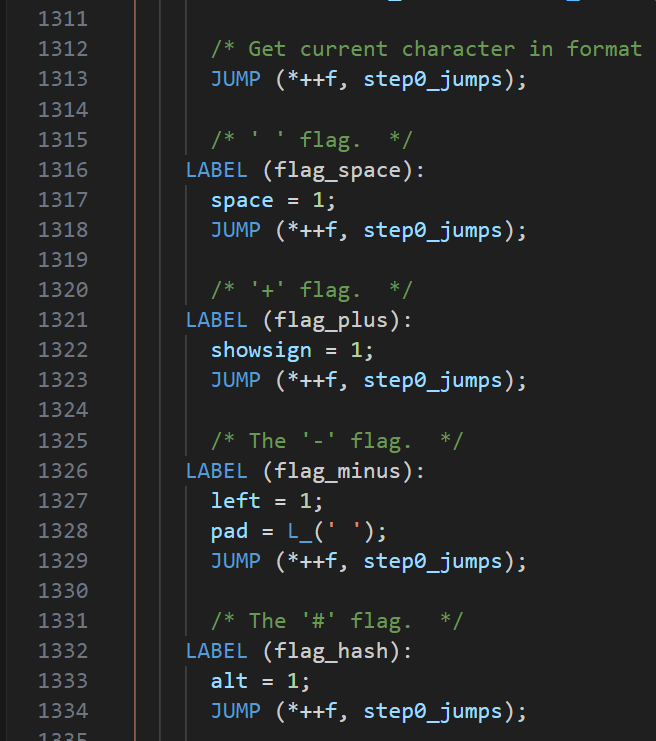 1311
1312 /* Get current character in format
1313 JUMP (*++f, step0_jumps);
1314
1315 /* ' ' flag.  */
1316 LABEL (flag_space):
1317 space = 1;
1318 JUMP (*++f, step0_jumps);
1319
1320 /* '+' flag.  */
1321 LABEL (flag_plus):
1322 showsign = 1;
1323 JUMP (*++f, step0_jumps);
1324
1325 /* The '-' flag.  */
1326 LABEL (flag_minus):
1327 left = 1;
1328 pad = L_(' ');
1329 JUMP (*++f, step0_jumps);
1330
1331 /* The '#' flag.  */
1332 LABEL (flag_hash):
1333 alt = 1;
1334 JUMP (*++f, step0_jumps);
1335